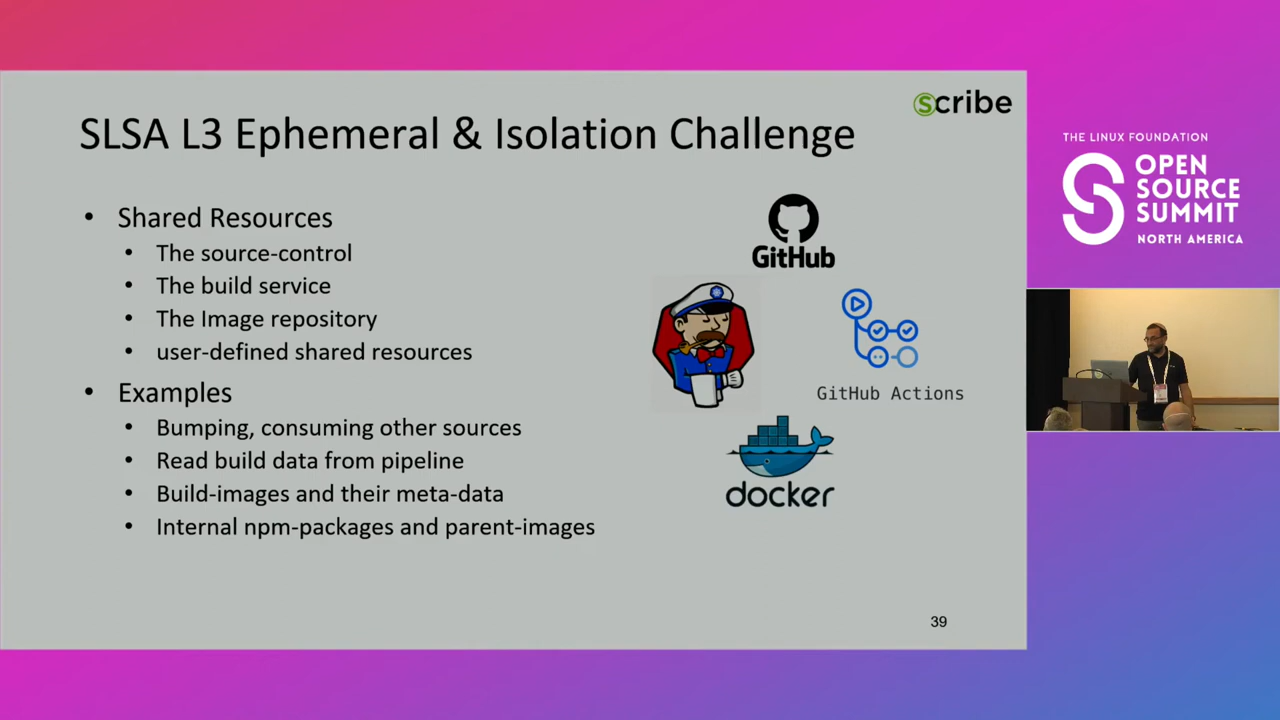 scribe
SLSA L3 Ephemeral & Isolation Challenge
• Shared Resources
• The source-control
• The build service
• The Image repository
• user-defined shared resources
• Examples
• Bumping, consuming other sources
• Read build data from pipeline
• Build-images and their meta-data
• Internal npm-packages and parent-images
GitHub
GitHub Actions
docker
39
THE LINUX FOUNDATION
OPEN
SOURCE
SUMMIT
NORTH AMERICA